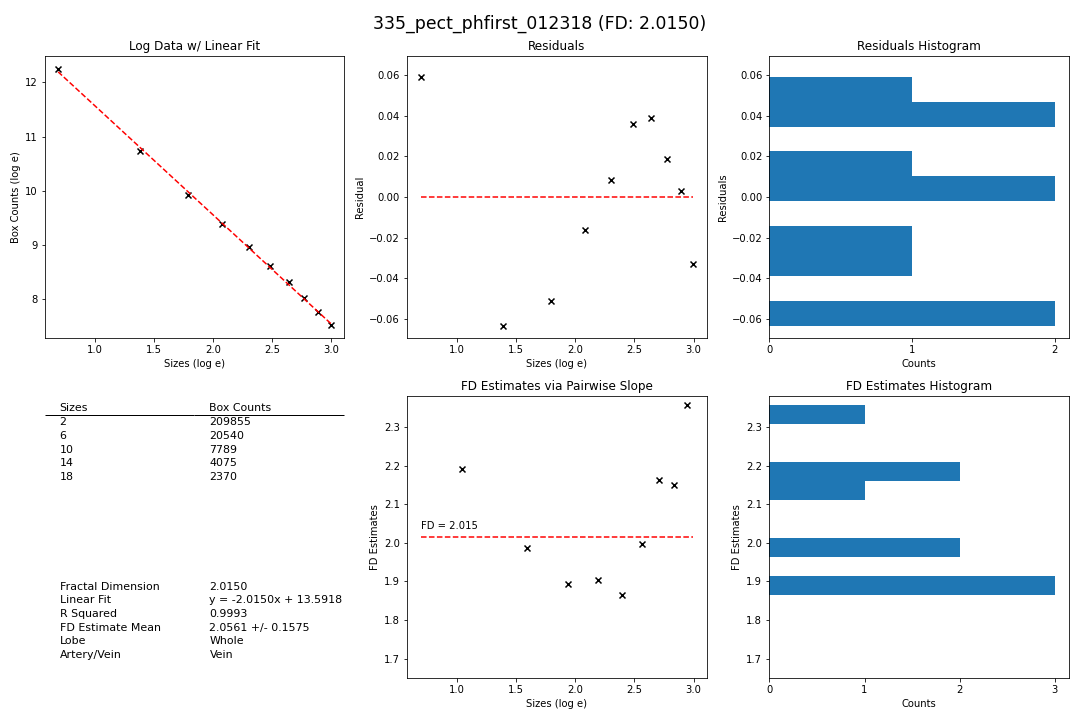 335_pect_phfirst_012318 (FD: 2.0150)
Log Data w/ Linear Fit
Box Counts (log e)
12
11
10
9
8
1.0 1.5 2.0 2.5 3.0
Sizes (log e)
Residuals
Residual
0.06
0.04
0.02
0.00
−0.02
−0.04
−0.06
1.0 1.5 2.0 2.5 3.0
Sizes (log e)
Residuals Histogram
Residuals
0.06
0.04
0.02
0.00
−0.02
−0.04
−0.06
0 1 2
Counts
Sizes Box Counts
2 209855
6 20540
10 7789
14 4075
18 2370
Fractal Dimension 2.0150
Linear Fit y = -2.0150x + 13.5918
R Squared 0.9993
FD Estimate Mean 2.0561 +/- 0.1575
Lobe Whole
Artery/Vein Vein
FD Estimates via Pairwise Slope
FD Estimates
2.3
2.2
2.1
2.0
1.9
1.8
1.7
FD = 2.015
1.0 1.5 2.0 2.5 3.0
Sizes (log e)
FD Estimates Histogram
FD Estimates
2.3
2.2
2.1
2.0
1.9
1.8
1.7
0 1 2 3
Counts